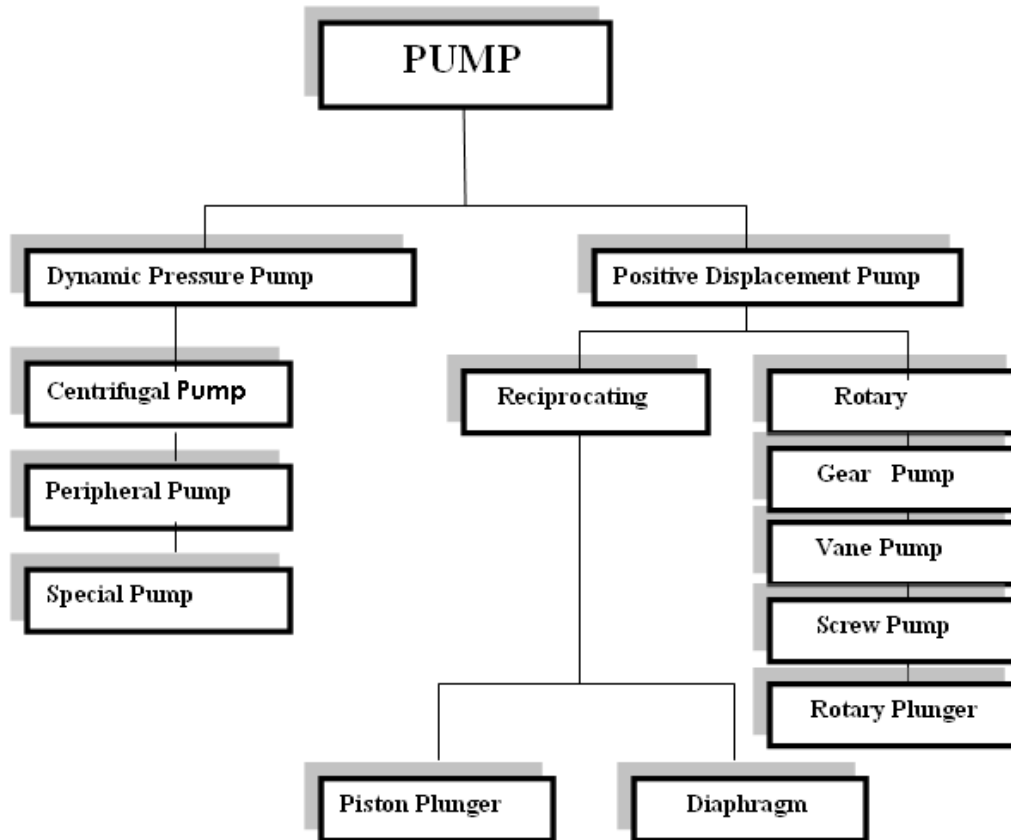 PUMP
Dynamic Pressure Pump
Positive Displacement Pump
Centrifugal Pump
Reciprocating
Rotary
Peripheral Pump
Gear Pump
Vane Pump
Special Pump
Screw Pump
Rotary Plunger
Piston Plunger
Diaphragm